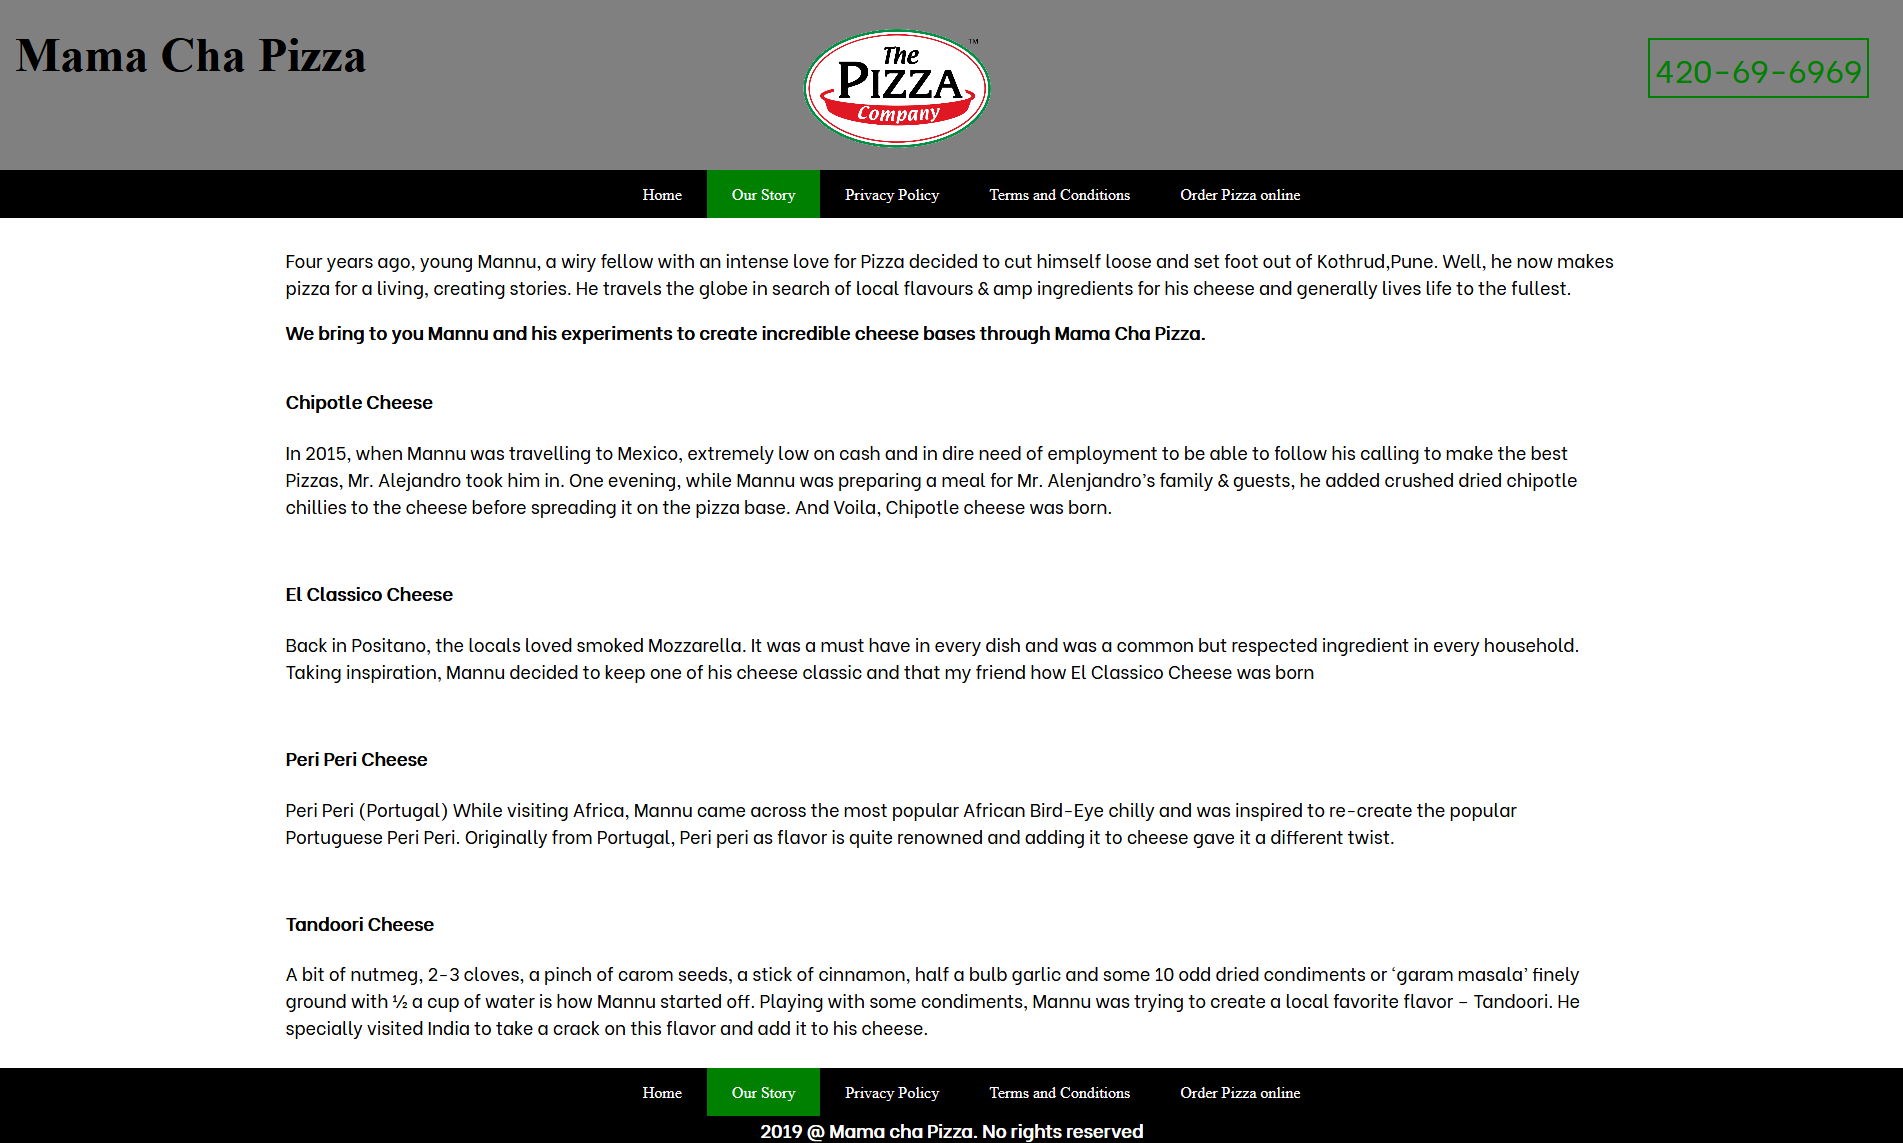 Mama Cha Pizza
The
PIZZA
Company
TM
420-69-6969
Home Our Story Privacy Policy Terms and Conditions Order Pizza online
Four years ago, young Mannu, a wiry fellow with an intense love for Pizza decided to cut himself loose and set foot out of Kothrud,Pune. Well, he now makes
pizza for a living, creating stories. He travels the globe in search of local flavours & amp ingredients for his cheese and generally lives life to the fullest.
We bring to you Mannu and his experiments to create incredible cheese bases through Mama Cha Pizza.
Chipotle Cheese
In 2015, when Mannu was travelling to Mexico, extremely low on cash and in dire need of employment to be able to follow his calling to make the best
Pizzas, Mr. Alejandro took him in. One evening, while Mannu was preparing a meal for Mr. Alenjandro’s family & guests, he added crushed dried chipotle
chillies to the cheese before spreading it on the pizza base. And Voila, Chipotle cheese was born.
El Classico Cheese
Back in Positano, the locals loved smoked Mozzarella. It was a must have in every dish and was a common but respected ingredient in every household.
Taking inspiration, Mannu decided to keep one of his cheese classic and that my friend how El Classico Cheese was born
Peri Peri Cheese
Peri Peri (Portugal) While visiting Africa, Mannu came across the most popular African Bird-Eye chilly and was inspired to re-create the popular
Portuguese Peri Peri. Originally from Portugal, Peri peri as flavor is quite renowned and adding it to cheese gave it a different twist.
Tandoori Cheese
A bit of nutmeg, 2-3 cloves, a pinch of carom seeds, a stick of cinnamon, half a bulb garlic and some 10 odd dried condiments or ‘garam masala’ finely
ground with ½ a cup of water is how Mannu started off. Playing with some condiments, Mannu was trying to create a local favorite flavor – Tandoori. He
specially visited India to take a crack on this flavor and add it to his cheese.
Home Our Story Privacy Policy Terms and Conditions Order Pizza online
2019 @ Mama cha Pizza. No rights reserved